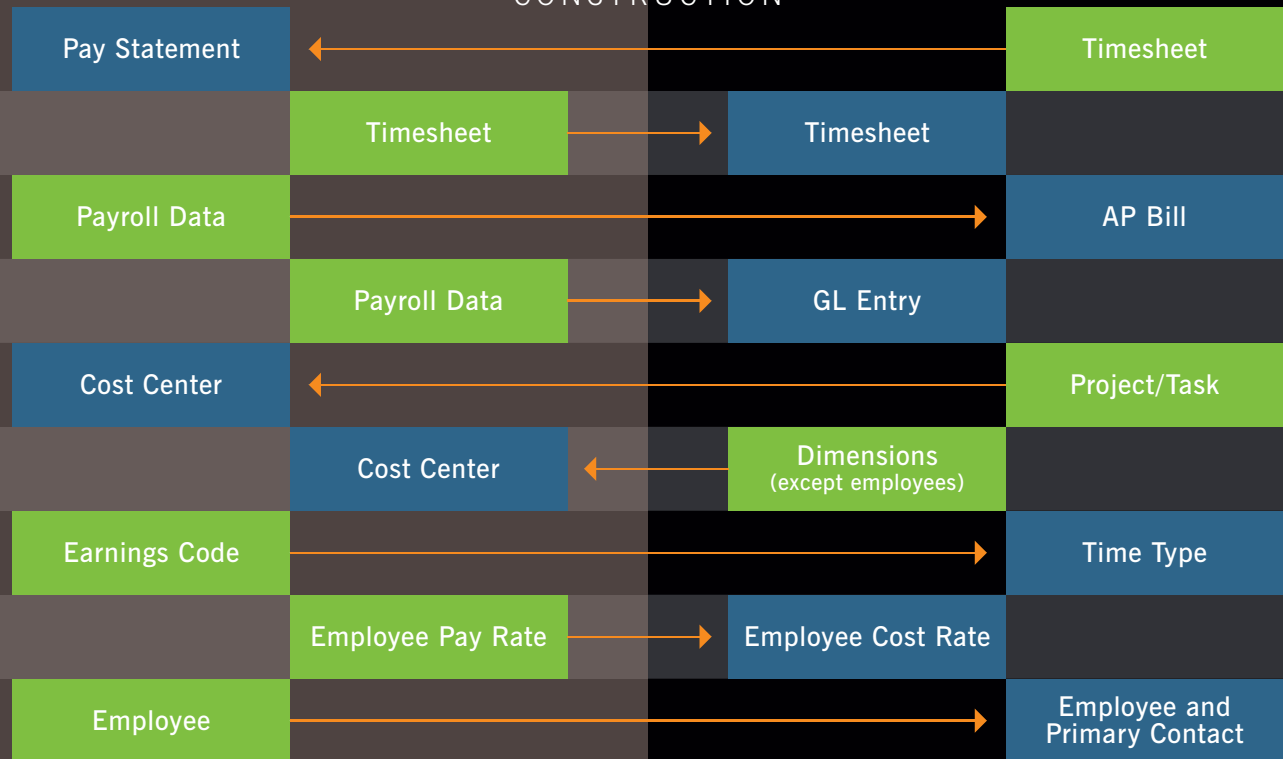 CONSTRUCTION
Pay Statement Timesheet
Timesheet Timesheet
Payroll Data AP Bill
Payroll Data GL Entry
Cost Center Project/Task
Cost Center Dimensions
(except employees)
Earnings Code Time Type
Employee Pay Rate Employee Cost Rate
Employee Employee and
Primary Contact